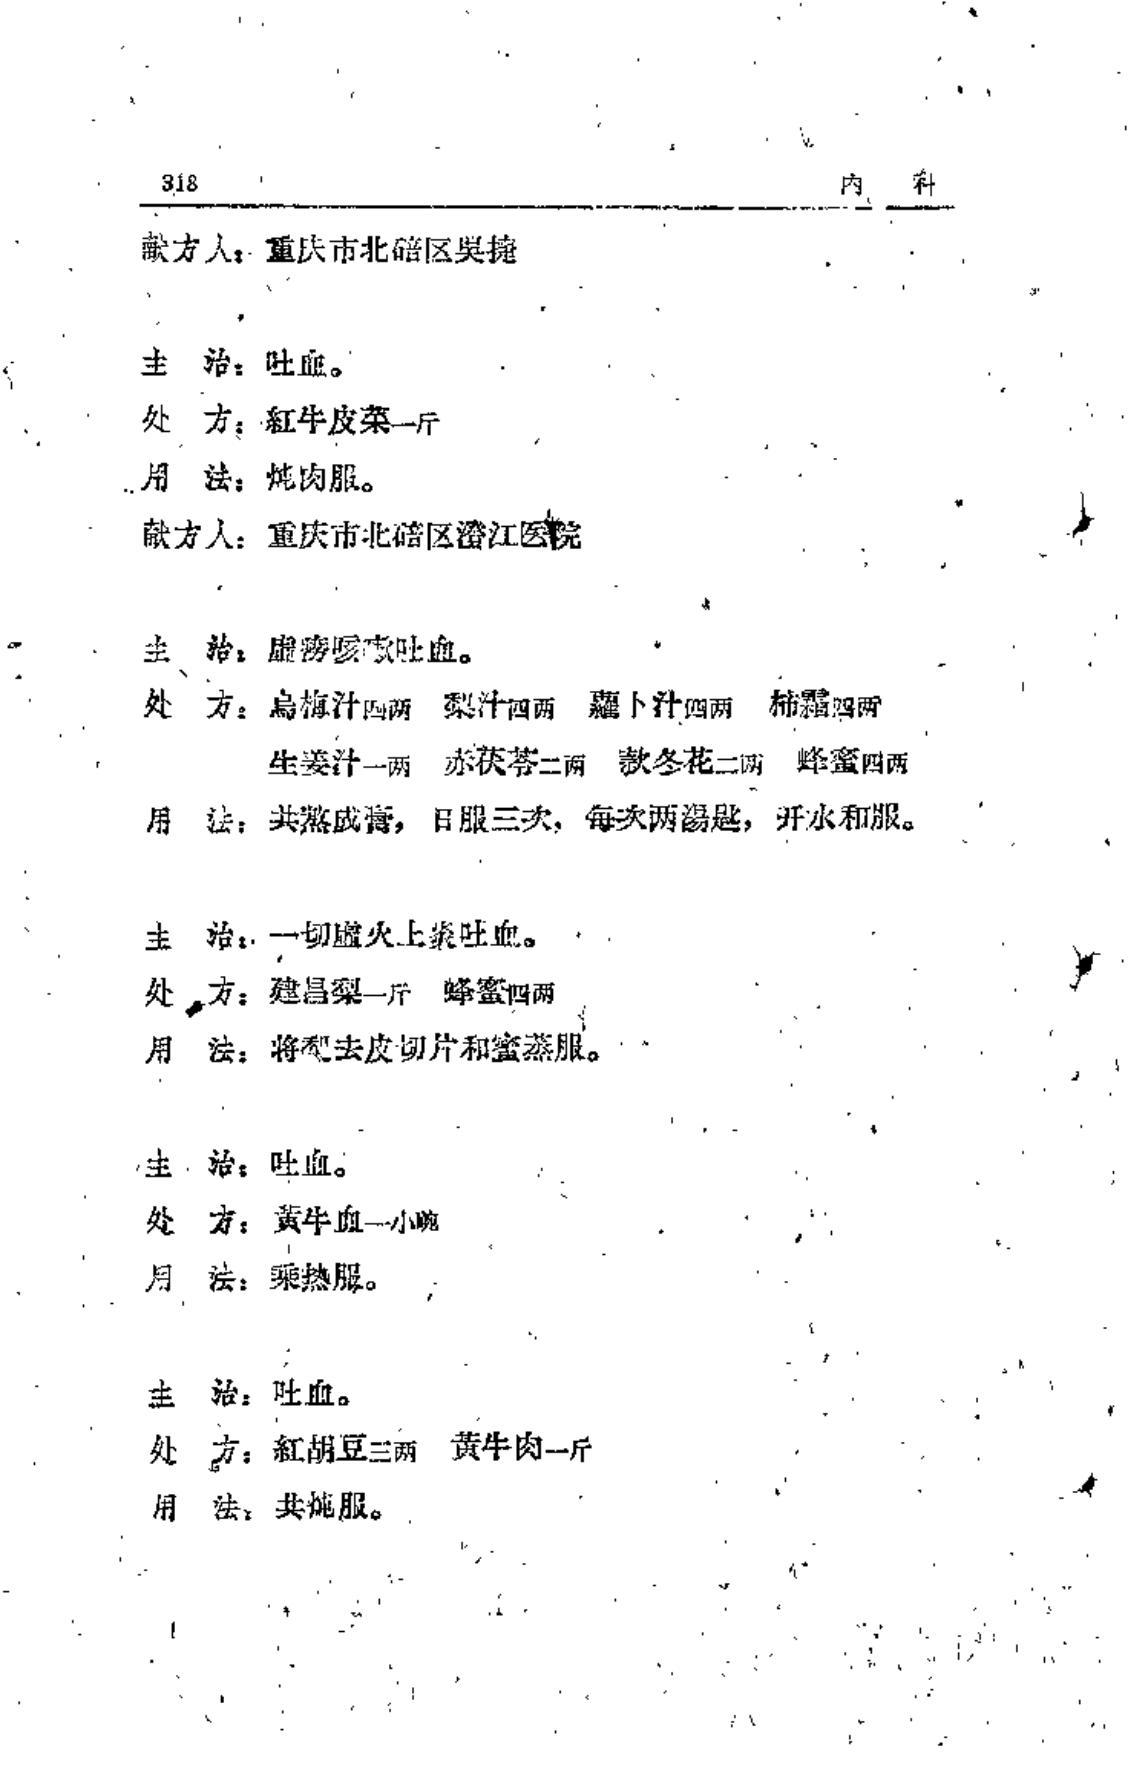 318 内 科
献方人：重庆市北碚区吳捷
主 治：吐血。
处 方：紅牛皮菜一斤
用 法：炖肉服。
献方人：重庆市北碚区澄江医院
主 治：虛痨咳嗽吐血。
处 方：烏梅汁四两 梨汁四两 蘿卜汁四两 柿霜四两
生姜汁一两 赤茯苓二两 款冬花二两 蜂蜜四两
用 法：共熬成膏，日服三次，每次两湯匙，开水和服。
主 治：一切虛火上炎吐血。
处 方：建昌梨一斤 蜂蜜四两
用 法：将梨去皮切片和蜜蒸服。
主 治：吐血。
处 方：黃牛血一小碗
用 法：乘热服。
主 治：吐血。
处 方：紅胡豆三两 黃牛肉一斤
用 法：共炖服。